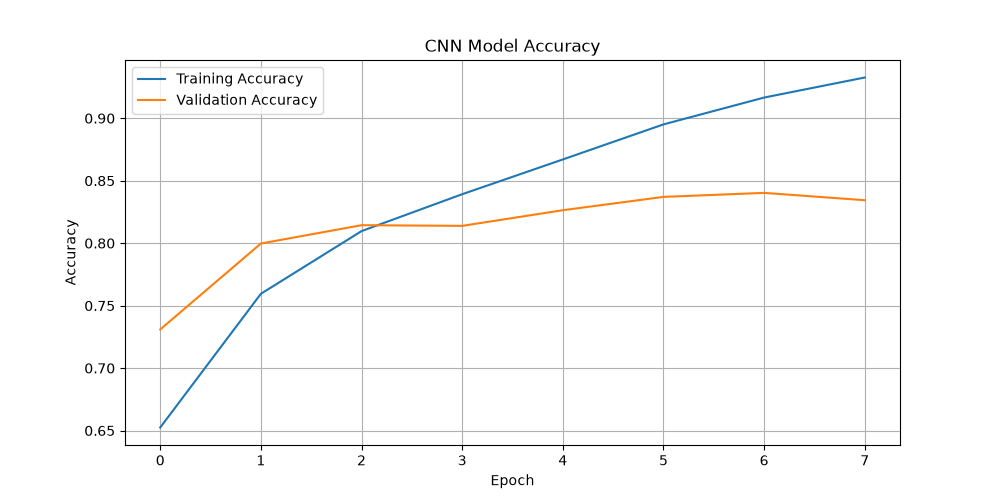 CNN Model Accuracy
Training Accuracy
Validation Accuracy
0.90
0.85
0.80
0.75
0.70
0.65
Accuracy
0 1 2 3 4 5 6 7
Epoch